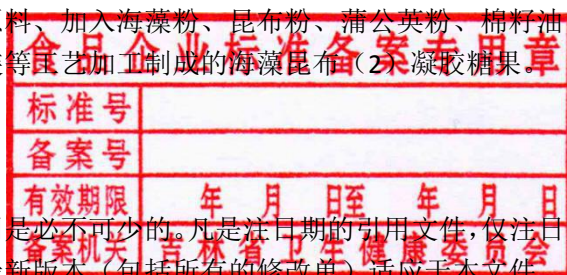 料、加入海藻粉、昆布粉、蒲公英粉、棉籽油
食品企业标准备案专用章
等工艺加工制成的海藻昆布（2）凝胶糖果。
标准号
备案号
有效期限 年 月 日至 年 月 日
是必不可少的。凡是注日期的引用文件，仅注日
备案机关 吉林省卫生健康委员会
新版本（包括所有的修改单）适应于本文件